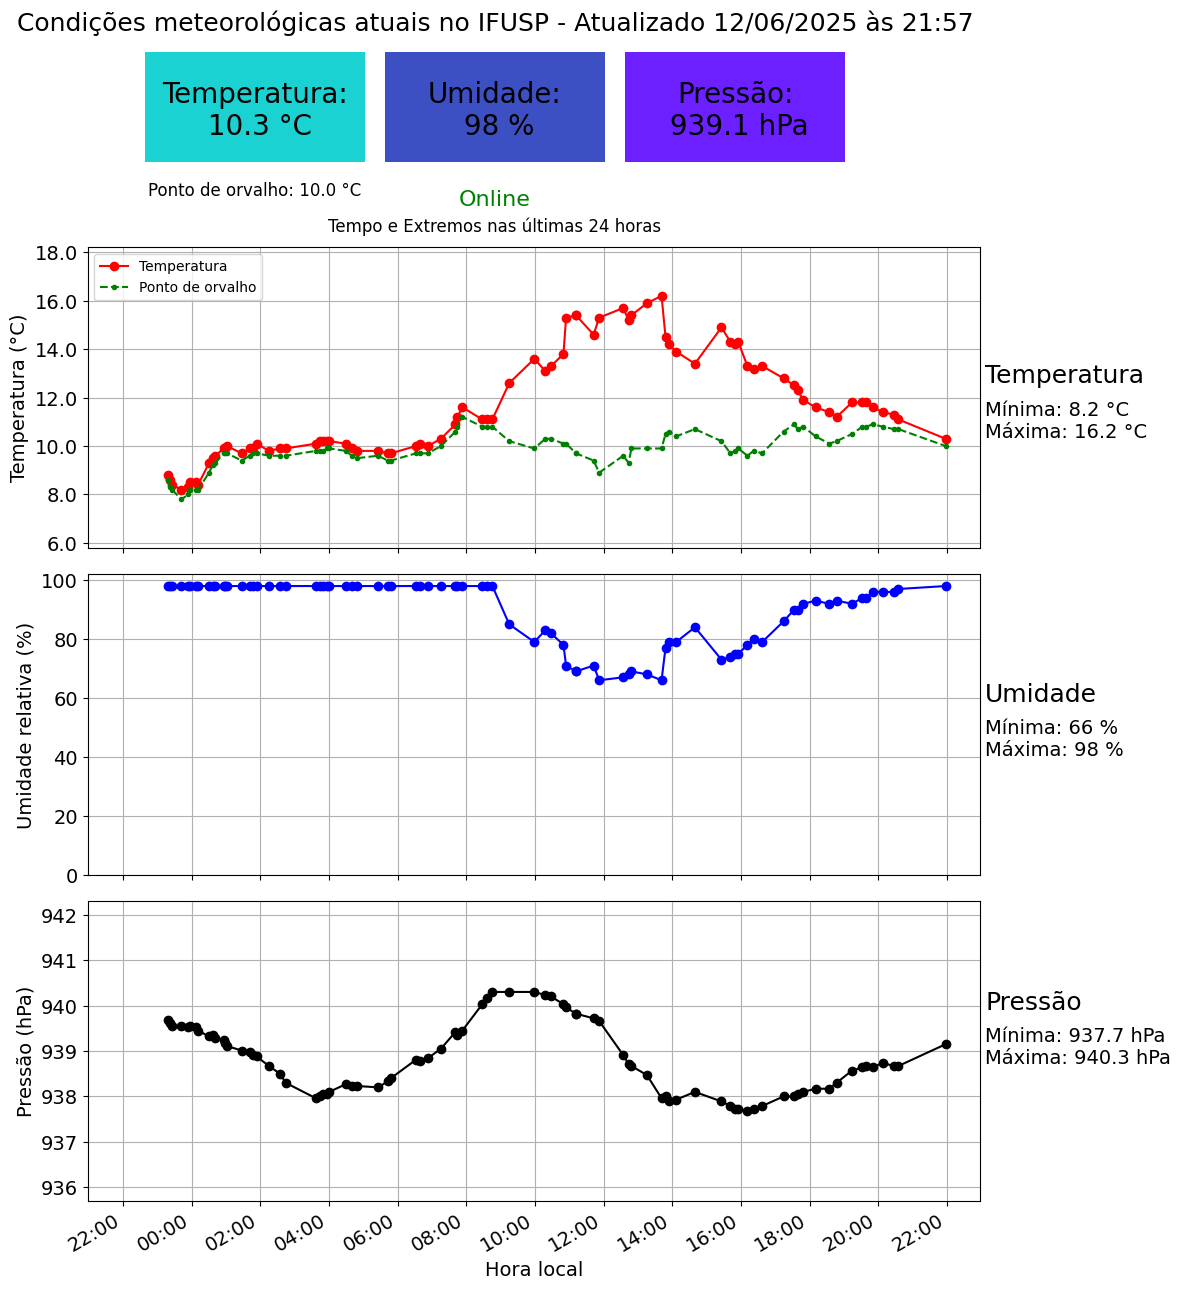 Condições meteorológicas atuais no IFUSP - Atualizado 12/06/2025 às 21:57
Temperatura:
10.3 °C
Umidade:
98 %
Pressão:
939.1 hPa
Ponto de orvalho: 10.0 °C
Online
Tempo e Extremos nas últimas 24 horas
Temperatura (°C)
18.0
16.0
14.0
12.0
10.0
8.0
6.0
Temperatura
Ponto de orvalho
Temperatura
Mínima: 8.2 °C
Máxima: 16.2 °C
Umidade relativa (%)
100
80
60
40
20
0
Umidade
Mínima: 66 %
Máxima: 98 %
Pressão (hPa)
942
941
940
939
938
937
936
Pressão
Mínima: 937.7 hPa
Máxima: 940.3 hPa
22:00
00:00
02:00
04:00
06:00
08:00
10:00
12:00
14:00
16:00
18:00
20:00
22:00
Hora local